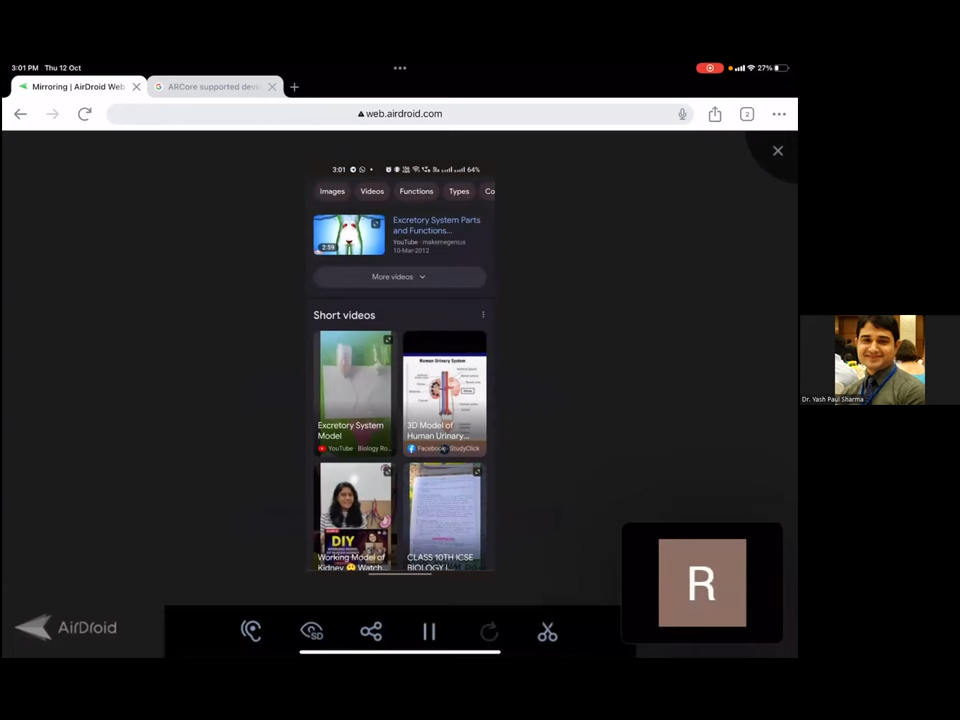 3:01 PM Thu 12 Oct
27%
Mirroring | AirDroid Web
ARCore supported devi
web.airdroid.com
2
3:01
64%
Images
Videos
Functions
Types
Co
Excretory System Parts
and Functions...
YouTube · makemegenius
10-Mar-2012
2:59
More videos
Short videos
Human Urinary System
Excretory System
Model
YouTube · Biology Ro...
3D Model of
Human Urinary...
Facebook · StudyClick
DIY
Working Model of
Kidney 😳 Watch
CLASS 10TH ICSE
BIOLOGY |
Dr. Yash Paul Sharma
R
SD
AirDroid